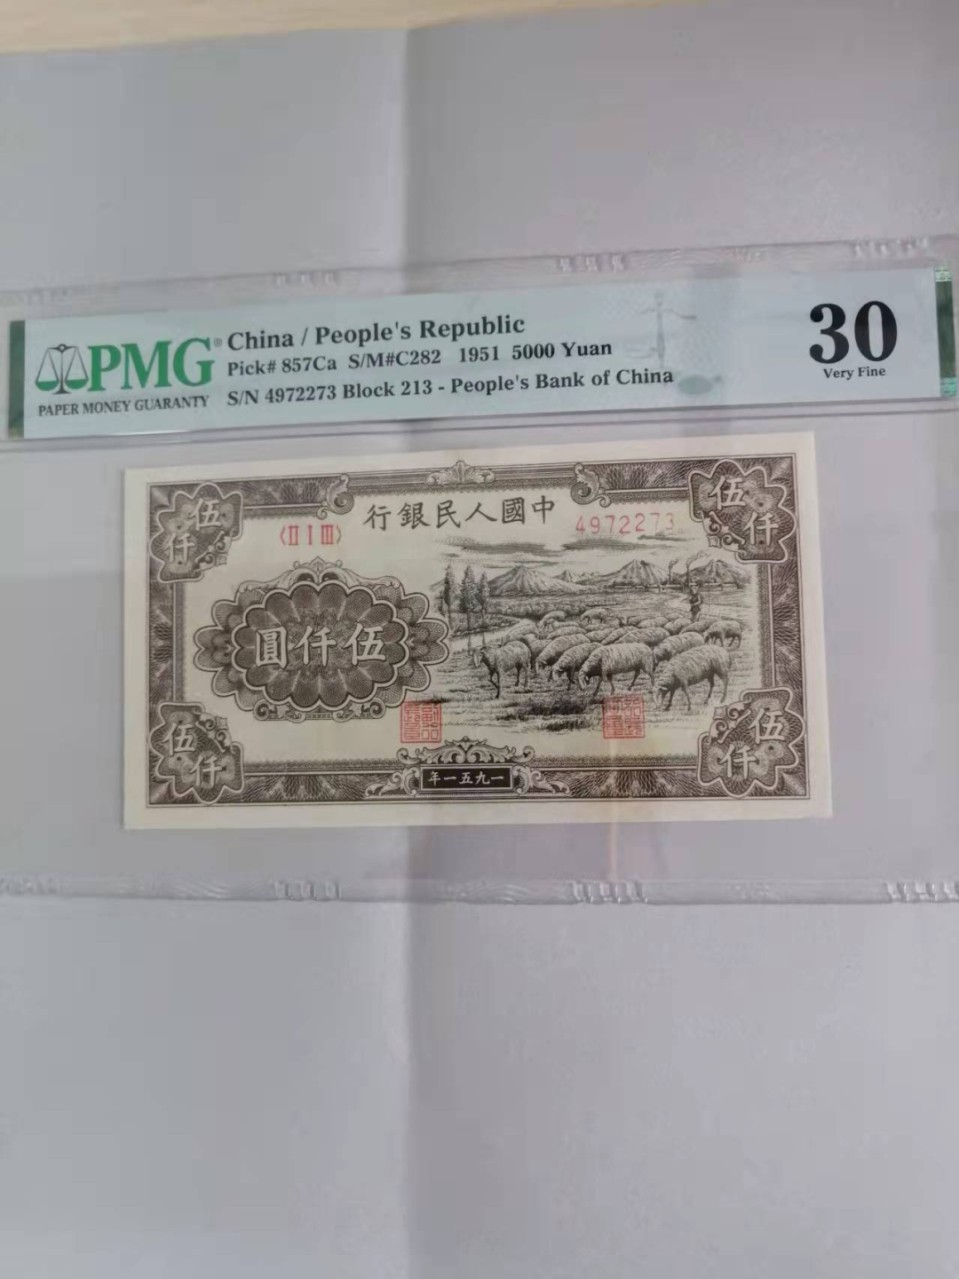 PMG®
PAPER MONEY GUARANTY
China / People's Republic
Pick# 857Ca S/M#C282 1951 5000 Yuan
S/N 4972273 Block 213 - People's Bank of China
30
Very Fine
伍仟
行銀民人國中
伍仟
〈II I III〉
4972273
圓仟伍
伍仟
年一五九一
伍仟